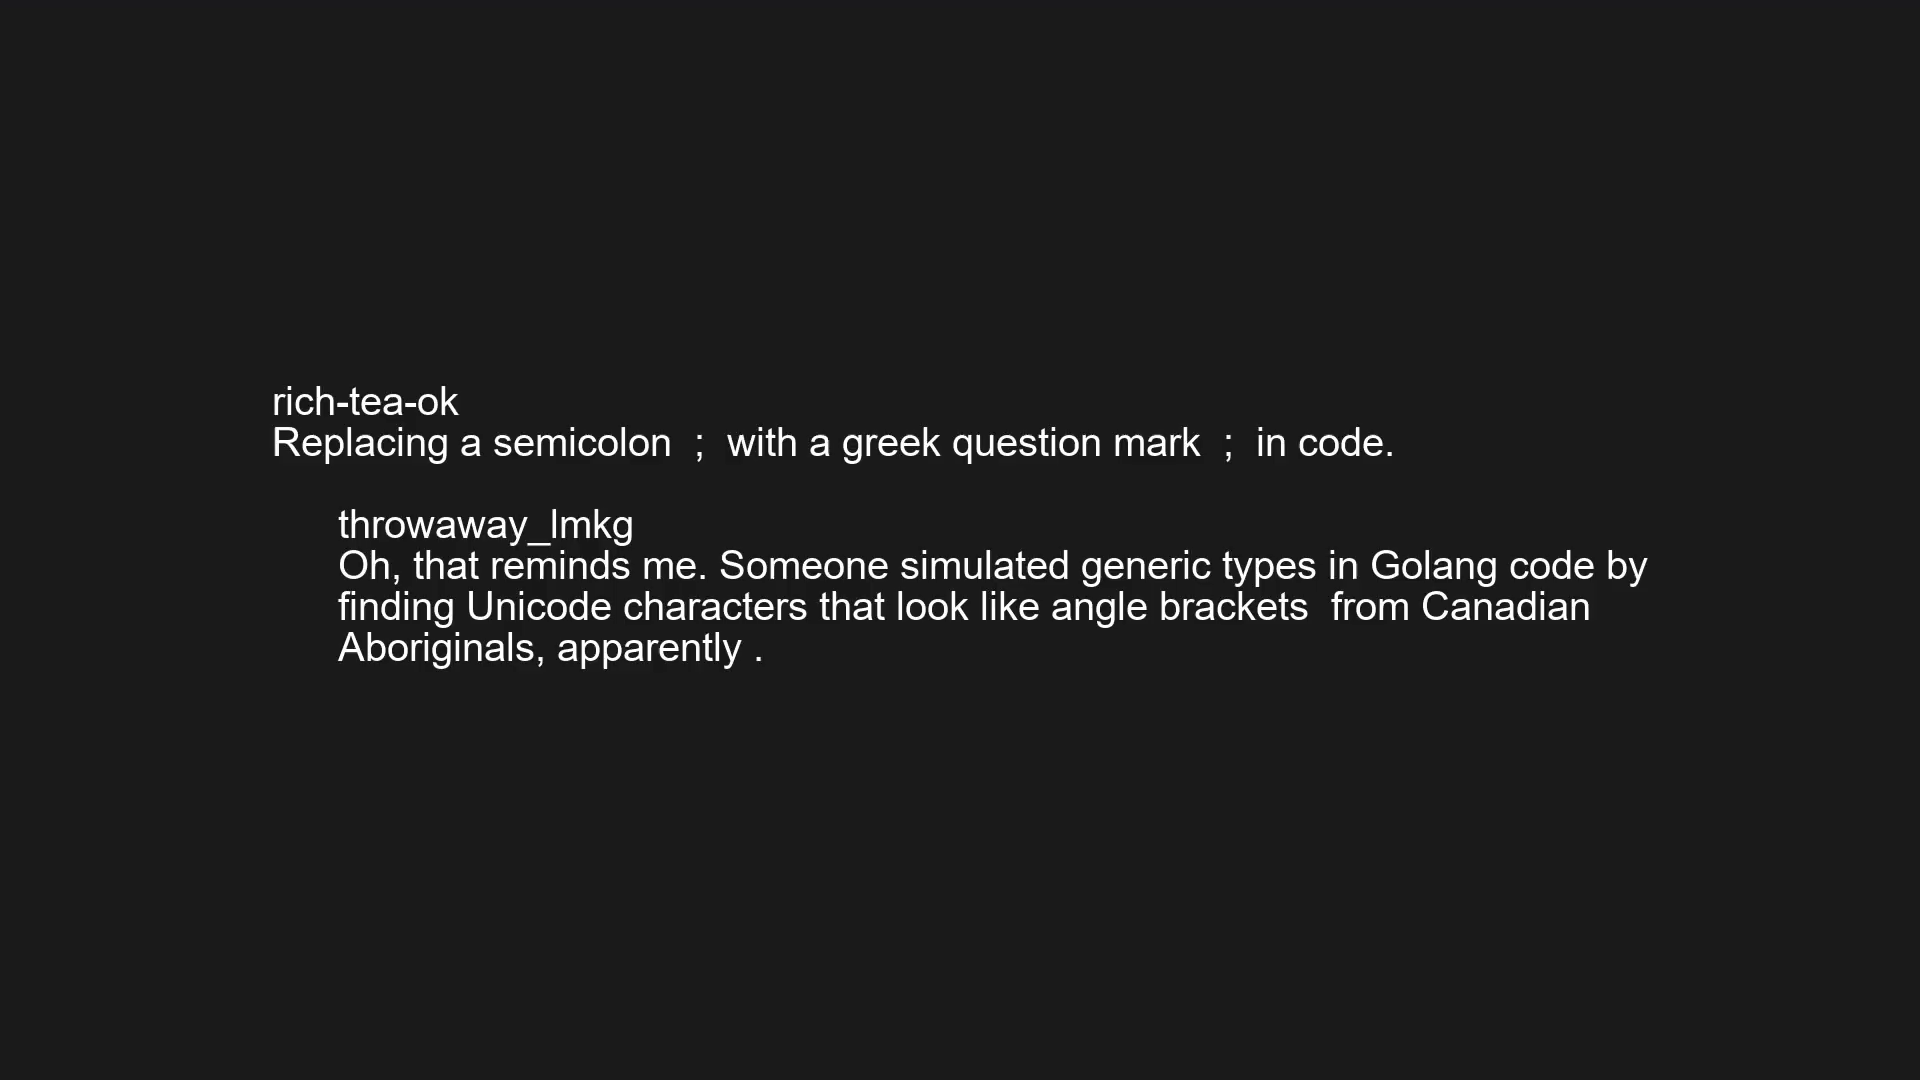 rich-tea-ok
Replacing a semicolon  ;  with a greek question mark  ;  in code.
throwaway_lmkg
Oh, that reminds me. Someone simulated generic types in Golang code by
finding Unicode characters that look like angle brackets  from Canadian
Aboriginals, apparently .